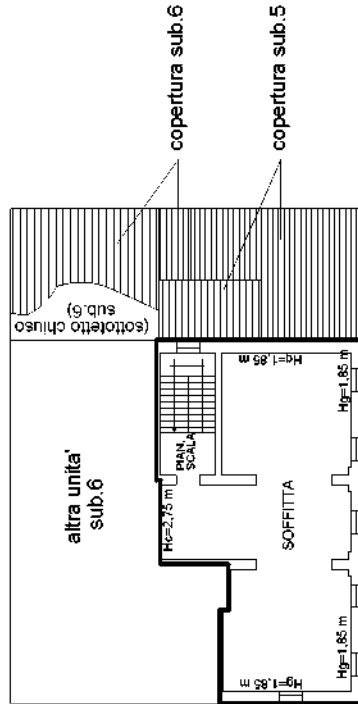 copertura sub.6
copertura sub.5
(sottotetto chiuso
sub.6)
altra unita'
sub.6
Hg=1,85 m
Hg=1,85 m
PIAN.
SCALA
Hc=2,75 m
SOFFITTA
Hg=1,85 m
Hg=1,85 m